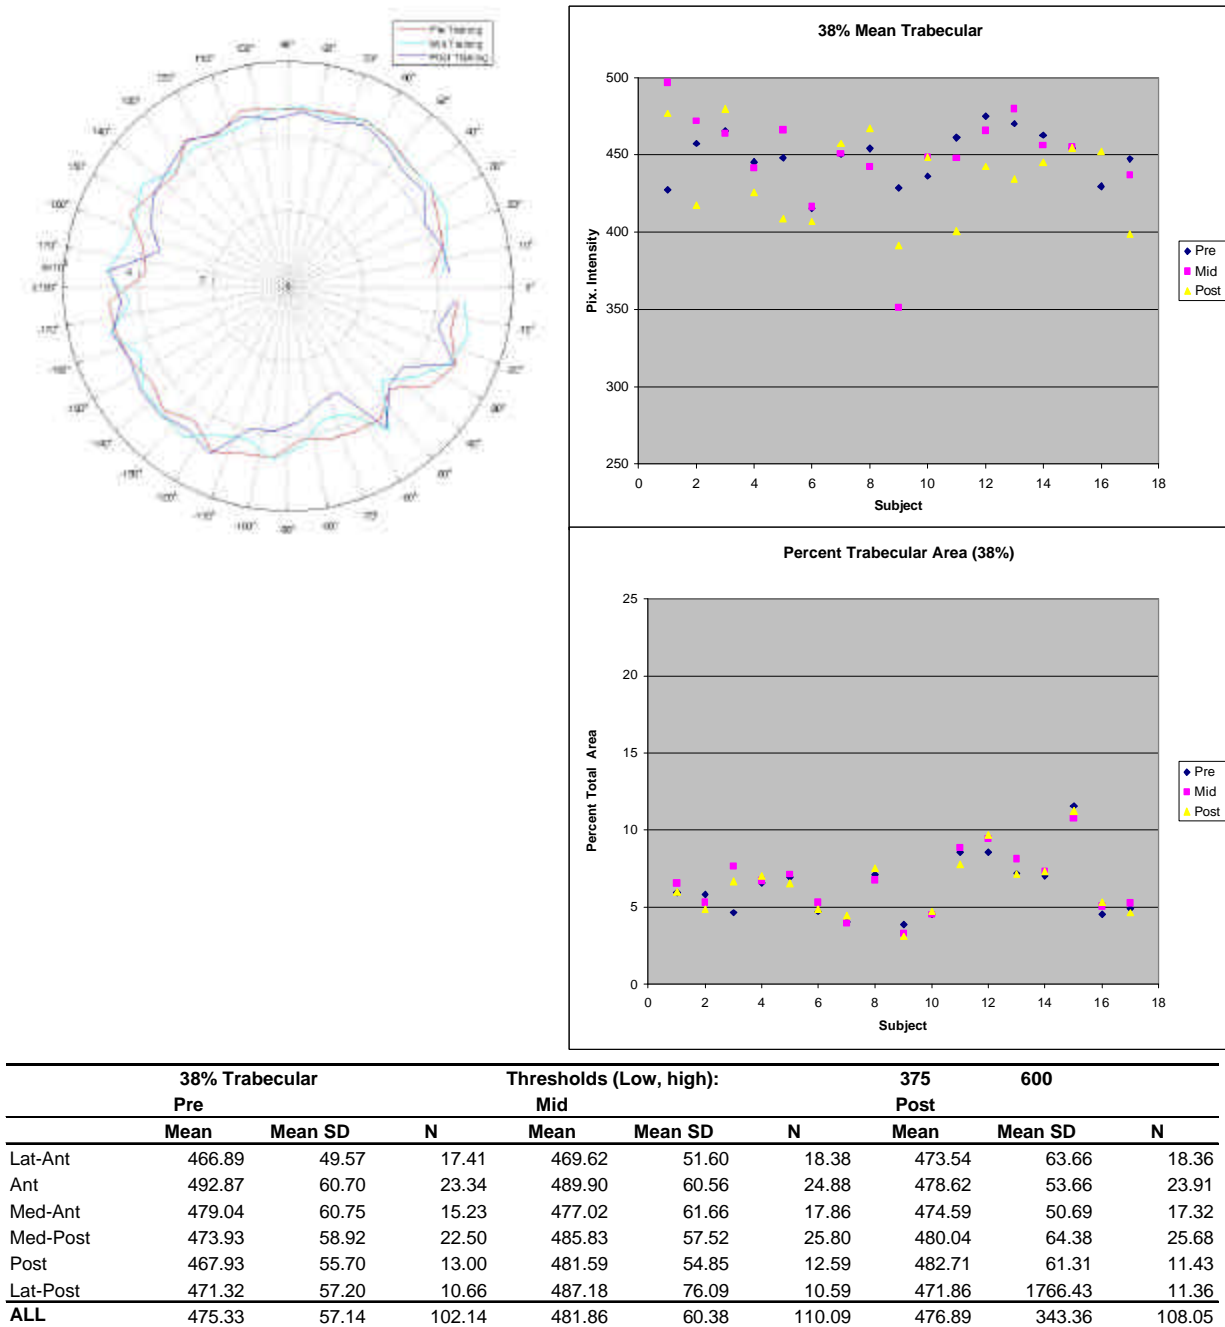 Pre Training
Mid Training
Post Training
38% Mean Trabecular
500
450
400
350
300
250
Pix. Intensity
0 2 4 6 8 10 12 14 16 18
Subject
Pre
Mid
Post
Percent Trabecular Area (38%)
25
20
15
10
5
0
Percent Total Area
0 2 4 6 8 10 12 14 16 18
Subject
Pre
Mid
Post
38% Trabecular Thresholds (Low, high): 375 600
Pre Mid Post
Mean Mean SD N Mean Mean SD N Mean Mean SD N
Lat-Ant 466.89 49.57 17.41 469.62 51.60 18.38 473.54 63.66 18.36
Ant 492.87 60.70 23.34 489.90 60.56 24.88 478.62 53.66 23.91
Med-Ant 479.04 60.75 15.23 477.02 61.66 17.86 474.59 50.69 17.32
Med-Post 473.93 58.92 22.50 485.83 57.52 25.80 480.04 64.38 25.68
Post 467.93 55.70 13.00 481.59 54.85 12.59 482.71 61.31 11.43
Lat-Post 471.32 57.20 10.66 487.18 76.09 10.59 471.86 1766.43 11.36
ALL 475.33 57.14 102.14 481.86 60.38 110.09 476.89 343.36 108.05